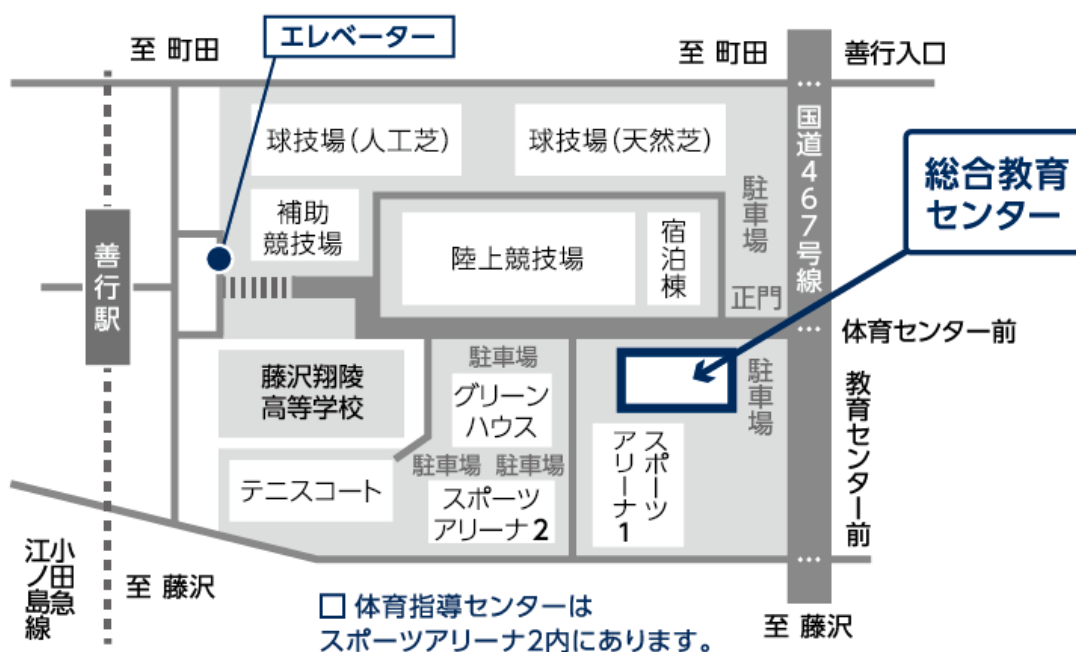 至 町田
エレベーター
至 町田
善行入口
球技場(人工芝)
球技場(天然芝)
国道467号線
総合教育
センター
駐車場
補助
競技場
陸上競技場
宿泊棟
善行駅
正門
体育センター前
藤沢翔陵
高等学校
駐車場
グリーン
ハウス
駐車場
教育センター前
駐車場
駐車場
スポーツ
アリーナ1
テニスコート
スポーツ
アリーナ2
小田急
江ノ島線
至 藤沢
□ 体育指導センターは
スポーツアリーナ2内にあります。
至 藤沢